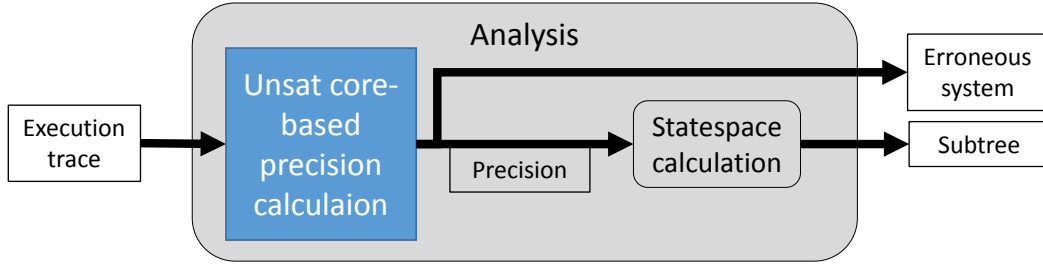 Analysis
Execution
trace
Unsat core-
based
precision
calculaion
Precision
Statespace
calculation
Erroneous
system
Subtree